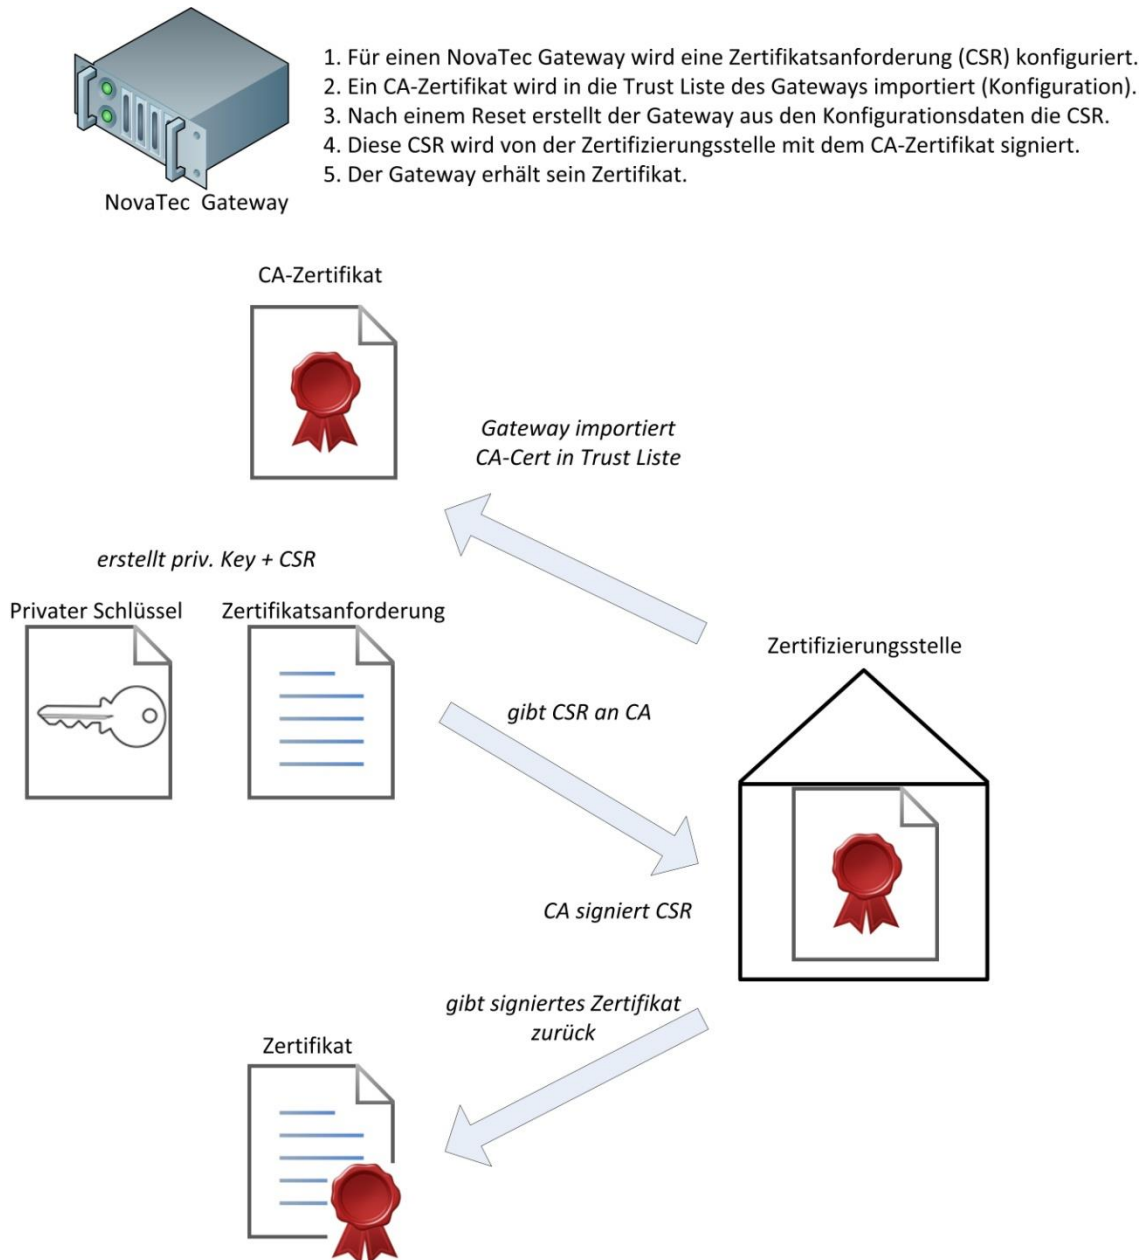 1. Für einen NovaTec Gateway wird eine Zertifikatsanforderung (CSR) konfiguriert.
2. Ein CA-Zertifikat wird in die Trust Liste des Gateways importiert (Konfiguration).
3. Nach einem Reset erstellt der Gateway aus den Konfigurationsdaten die CSR.
4. Diese CSR wird von der Zertifizierungsstelle mit dem CA-Zertifikat signiert.
5. Der Gateway erhält sein Zertifikat.
NovaTec Gateway
CA-Zertifikat
Gateway importiert
CA-Cert in Trust Liste
erstellt priv. Key + CSR
Privater Schlüssel
Zertifikatsanforderung
Zertifizierungsstelle
gibt CSR an CA
CA signiert CSR
gibt signiertes Zertifikat
zurück
Zertifikat